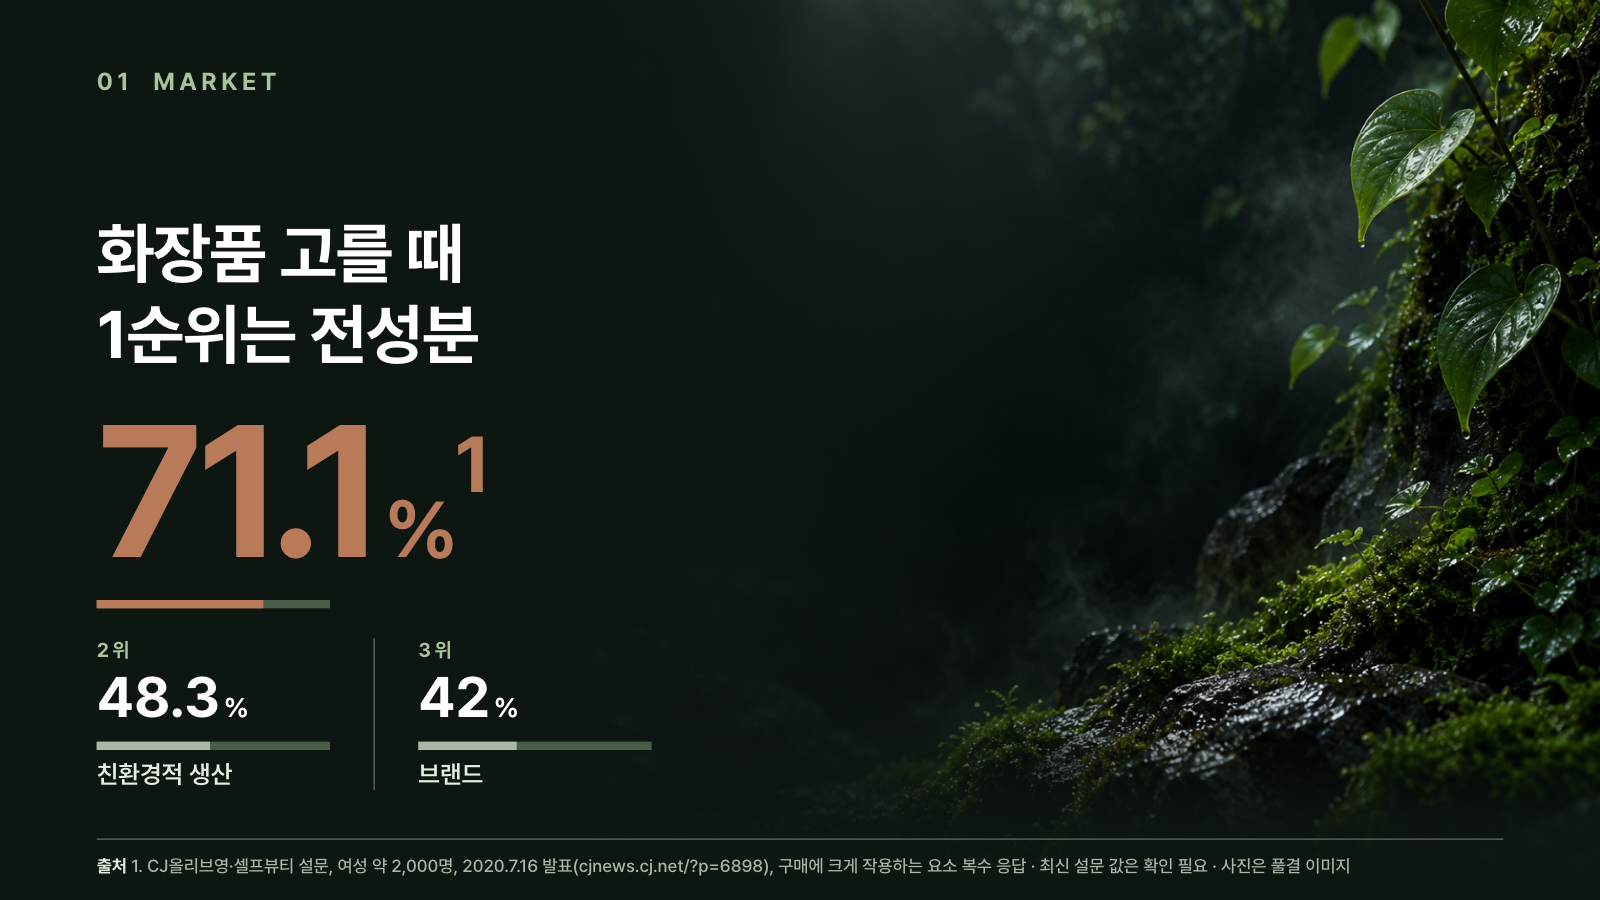 01 MARKET
화장품 고를 때
1순위는 전성분
71.1%1
2위
48.3%
친환경적 생산
3위
42%
브랜드
출처 1. CJ올리브영·셀프뷰티 설문, 여성 약 2,000명, 2020.7.16 발표(cjnews.cj.net/?p=6898), 구매에 크게 작용하는 요소 복수 응답 · 최신 설문 값은 확인 필요 · 사진은 풀결 이미지